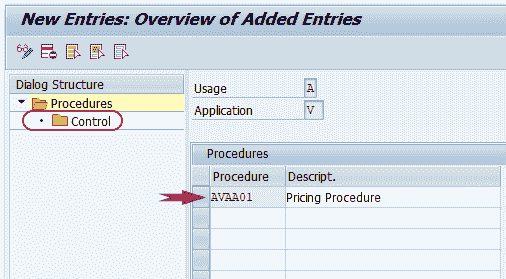 New Entries: Overview of Added Entries
Dialog Structure
Procedures
Control
Usage A
Application V
Procedures
Procedure Descript.
AVAA01 Pricing Procedure